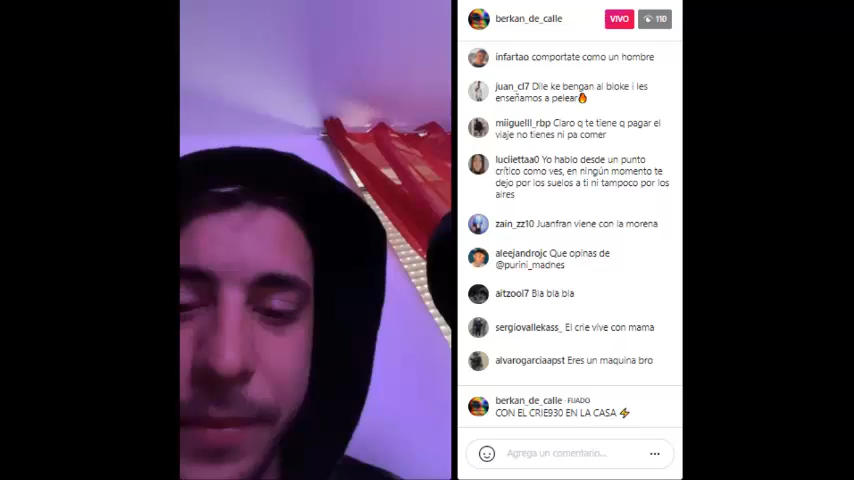 berkan_de_calle
VIVO
110
infartao comportate como un hombre
juan_cl7 Dile ke bengan al bloke i les
enseñamos a pelear🔥
miiguelll_rbp Claro q te tiene q pagar el
viaje no tienes ni pa comer
luciiettaa0 Yo hablo desde un punto
crítico como ves, en ningún momento te
dejo por los suelos a ti ni tampoco por los
aires
zain_zz10 Juanfran viene con la morena
aleejandrojc Que opinas de
@purini_madnes
aitzool7 Bla bla bla
sergiovallekass_ El crie vive con mama
alvarogarciaapst Eres un maquina bro
berkan_de_calle · FIJADO
CON EL CRIE930 EN LA CASA ⚡
Agrega un comentario...